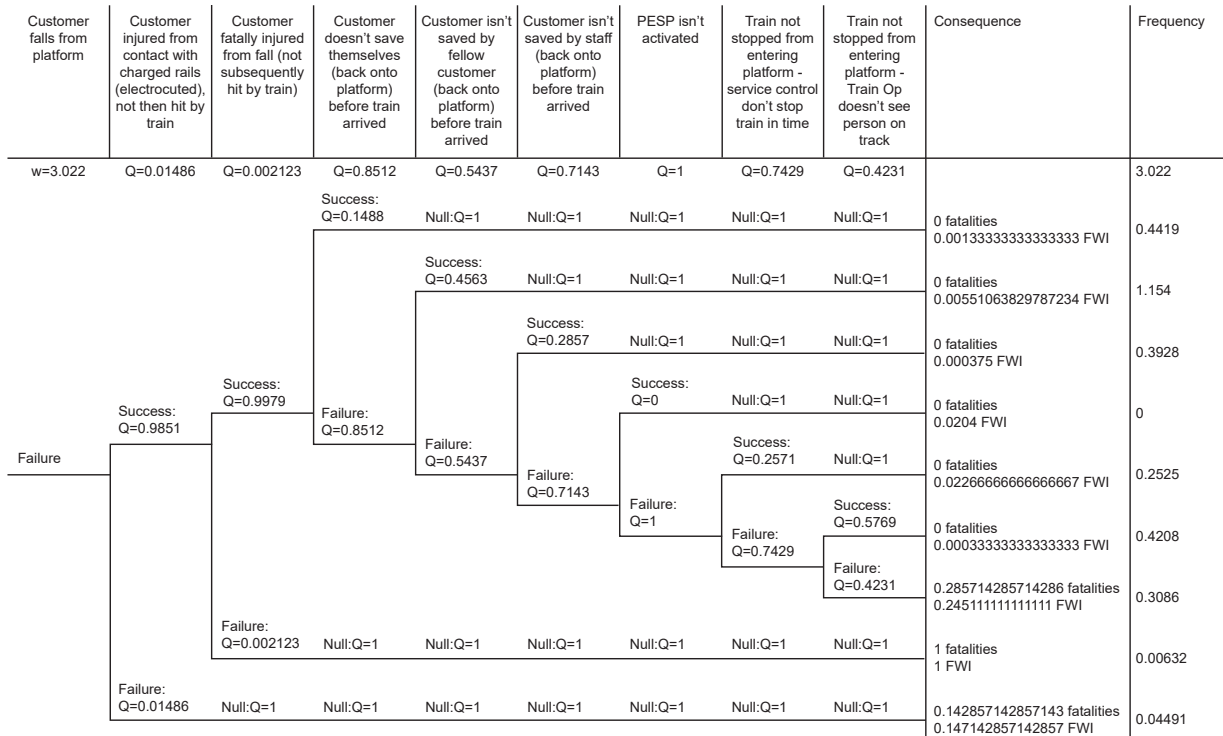 Customer
falls from
platform
Customer
injured from
contact with
charged rails
(electrocuted),
not then hit by
train
Customer
fatally injured
from fall (not
subsequently
hit by train)
Customer
doesn't save
themselves
(back onto
platform)
before train
arrived
Customer isn't
saved by
fellow
customer
(back onto
platform)
before train
arrived
Customer isn't
saved by staff
(back onto
platform)
before train
arrived
PESP isn't
activated
Train not
stopped from
entering
platform -
service control
don't stop
train in time
Train not
stopped from
entering
platform -
Train Op
doesn't see
person on
track
Consequence
Frequency
w=3.022
Q=0.01486
Q=0.002123
Q=0.8512
Q=0.5437
Q=0.7143
Q=1
Q=0.7429
Q=0.4231
3.022
Success:
Q=0.1488
Null:Q=1
Null:Q=1
Null:Q=1
Null:Q=1
Null:Q=1
0 fatalities
0.00133333333333333 FWI
0.4419
Success:
Q=0.4563
Null:Q=1
Null:Q=1
Null:Q=1
Null:Q=1
0 fatalities
0.00551063829787234 FWI
1.154
Success:
Q=0.2857
Null:Q=1
Null:Q=1
Null:Q=1
0 fatalities
0.000375 FWI
0.3928
Success:
Q=0.9851
Success:
Q=0.9979
Failure:
Q=0.8512
Success:
Q=0
Null:Q=1
Null:Q=1
0 fatalities
0.0204 FWI
0
Failure
Failure:
Q=0.5437
Success:
Q=0.2571
Null:Q=1
0 fatalities
0.02266666666666667 FWI
0.2525
Failure:
Q=0.7143
Failure:
Q=1
Success:
Q=0.5769
0 fatalities
0.00033333333333333 FWI
0.4208
Failure:
Q=0.7429
Failure:
Q=0.4231
0.285714285714286 fatalities
0.245111111111111 FWI
0.3086
Failure:
Q=0.002123
Null:Q=1
Null:Q=1
Null:Q=1
Null:Q=1
Null:Q=1
Null:Q=1
1 fatalities
1 FWI
0.00632
Failure:
Q=0.01486
Null:Q=1
Null:Q=1
Null:Q=1
Null:Q=1
Null:Q=1
Null:Q=1
Null:Q=1
0.142857142857143 fatalities
0.147142857142857 FWI
0.04491